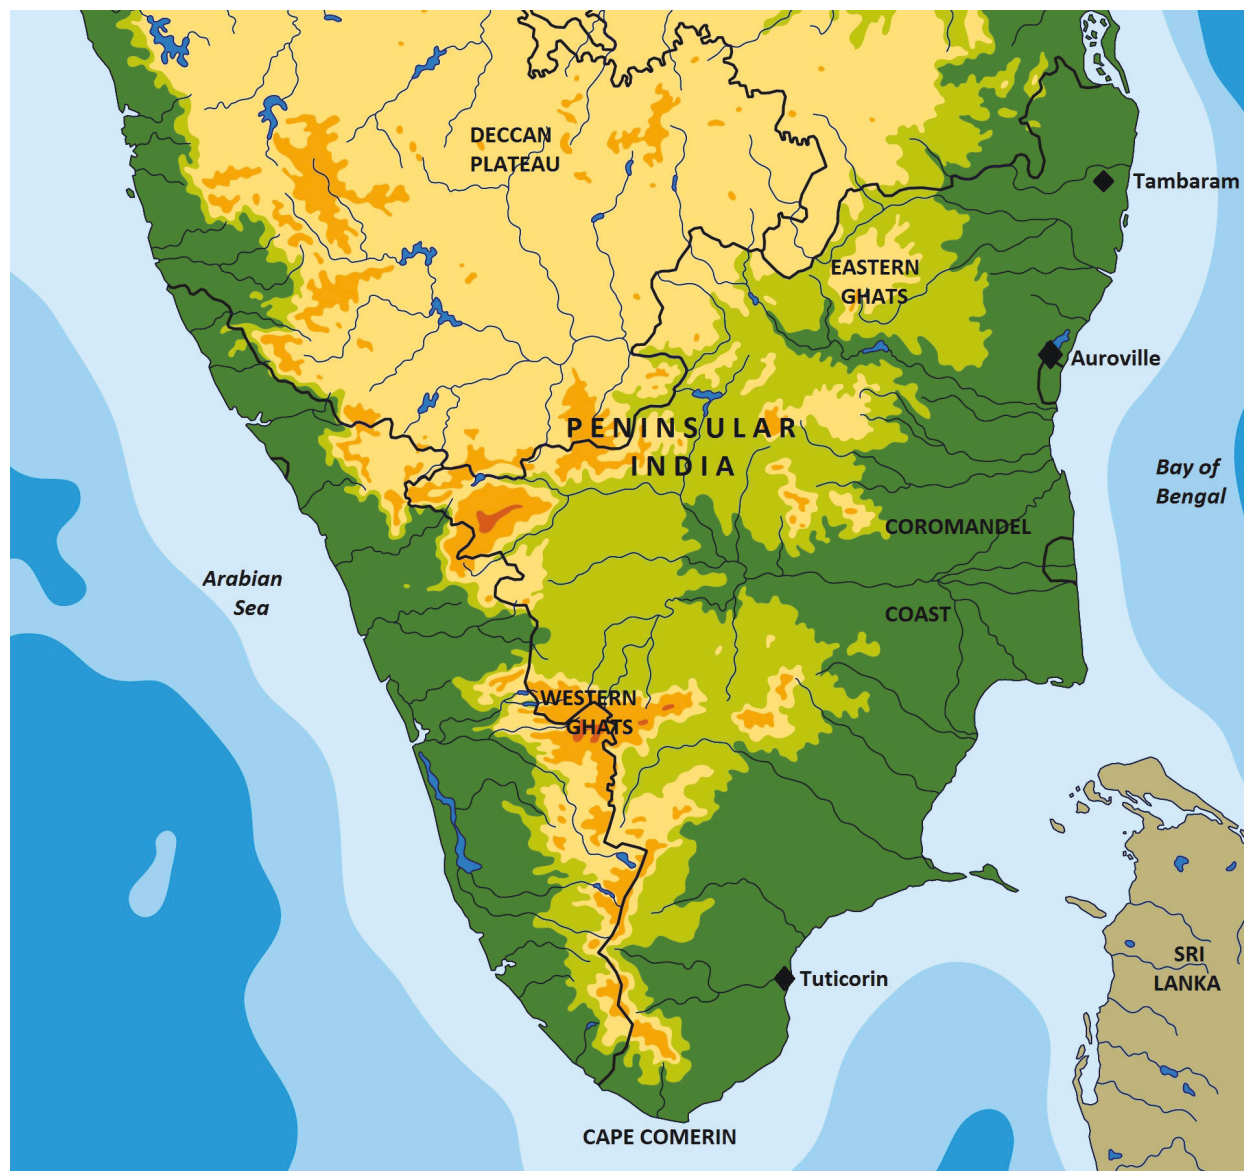 DECCAN
PLATEAU
Tambaram
EASTERN
GHATS
Auroville
PENINSULAR
INDIA
Bay of
Bengal
COROMANDEL
Arabian
Sea
COAST
WESTERN
GHATS
SRI
LANKA
Tuticorin
CAPE COMERIN